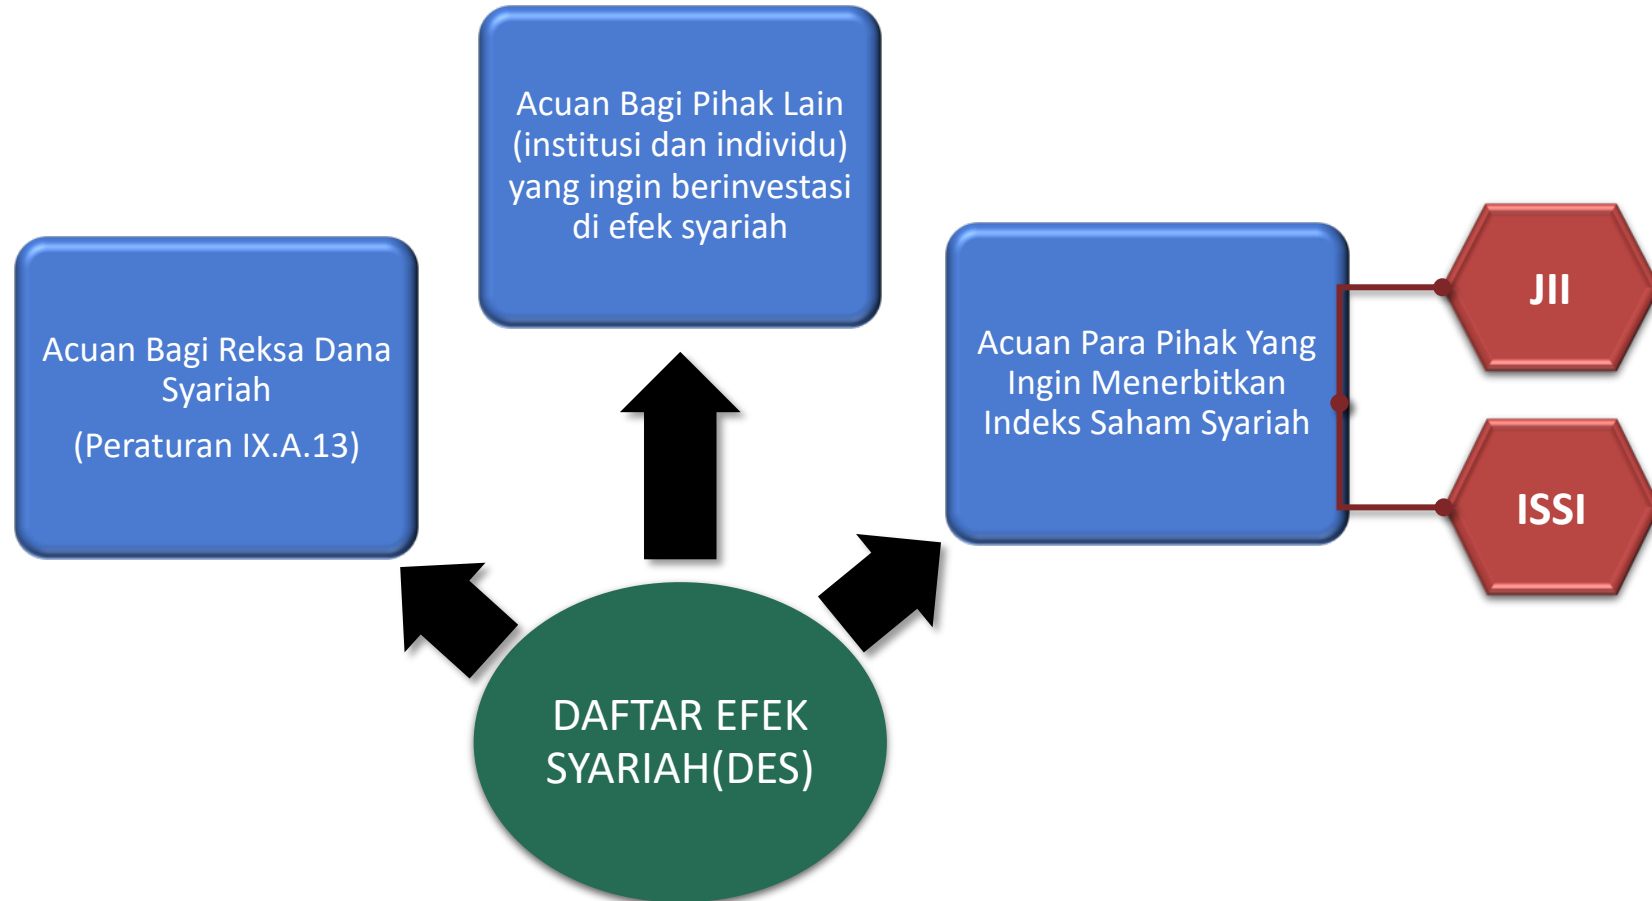 Acuan Bagi Pihak Lain
(institusi dan individu)
yang ingin berinvestasi
di efek syariah
Acuan Bagi Reksa Dana
Syariah
(Peraturan IX.A.13)
Acuan Para Pihak Yang
Ingin Menerbitkan
Indeks Saham Syariah
JII
ISSI
DAFTAR EFEK
SYARIAH(DES)